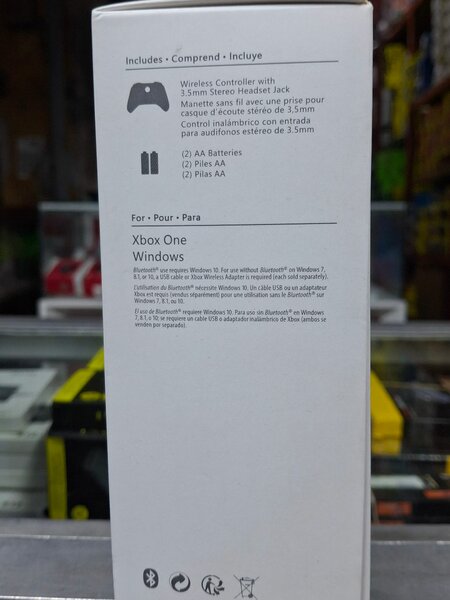 Includes • Comprend • Incluye
Wireless Controller with
3.5mm Stereo Headset Jack
Manette sans fil avec une prise pour
casque d'écoute stéréo de 3,5mm
Control inalámbrico con entrada
para audífonos estéreo de 3.5mm
(2) AA Batteries
(2) Piles AA
(2) Pilas AA
For • Pour • Para
Xbox One
Windows
Bluetooth® use requires Windows 10. For use without Bluetooth® on Windows 7,
8.1, or 10, a USB cable or Xbox Wireless Adapter is required (each sold separately).
L'utilisation du Bluetooth® nécessite Windows 10. Un câble USB ou un adaptateur
Xbox est requis (vendus séparément) pour une utilisation sans le Bluetooth® sur
Windows 7, 8.1, ou 10.
El uso de Bluetooth® requiere Windows 10. Para uso sin Bluetooth® en Windows
7, 8.1, o 10; se requiere un cable USB o adaptador inalámbrico de Xbox (ambos se
venden por separado).